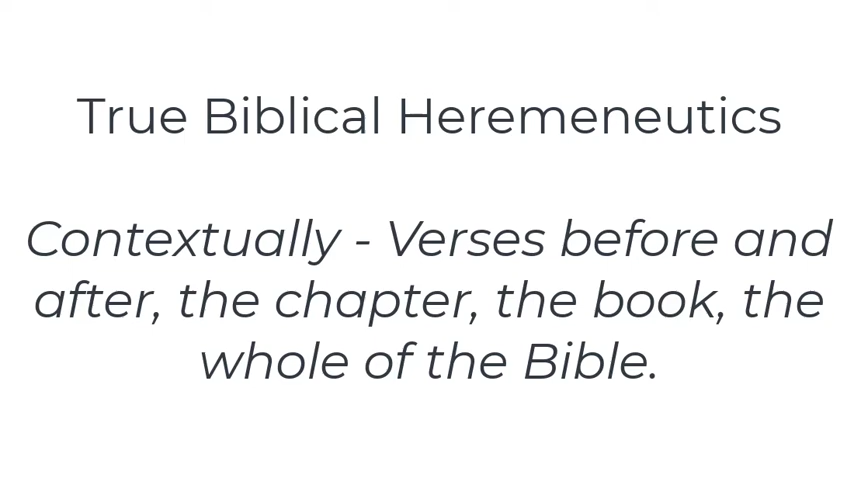 True Biblical Heremeneutics
Contextually - Verses before and
after, the chapter, the book, the
whole of the Bible.